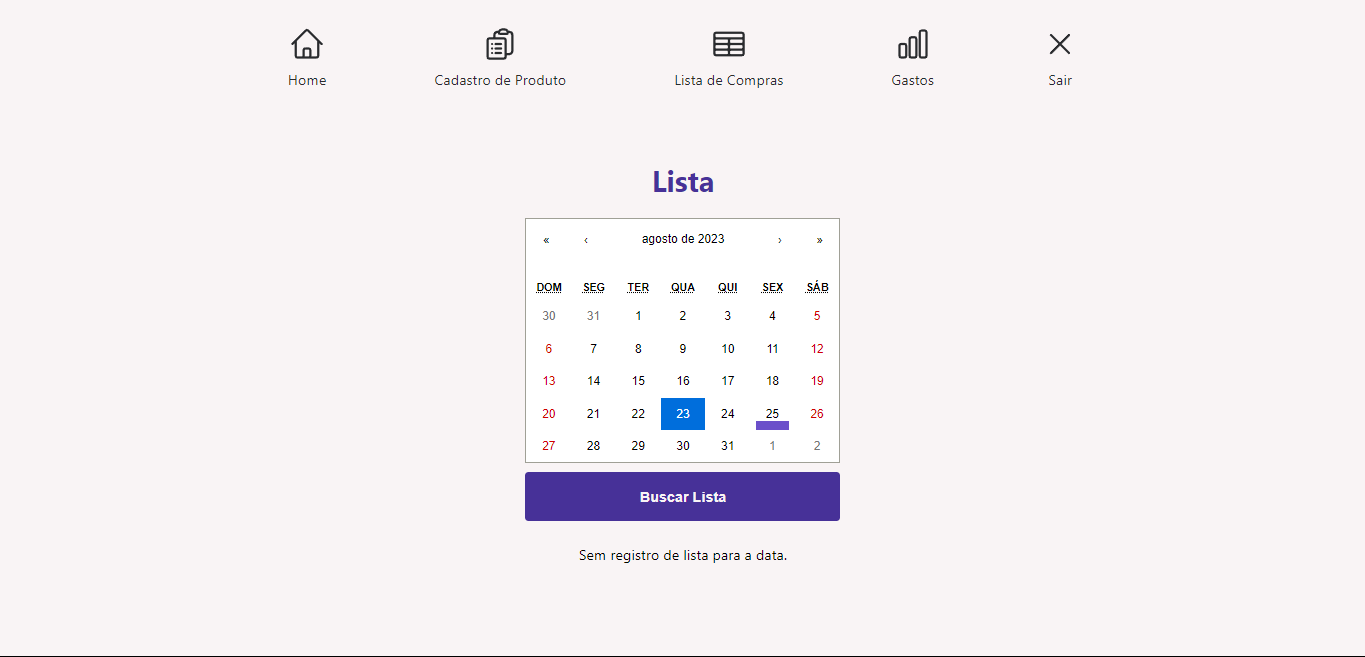 Home Cadastro de Produto Lista de Compras Gastos Sair
Lista
« ‹ agosto de 2023 › »
DOM SEG TER QUA QUI SEX SÁB
30 31 1 2 3 4 5
6 7 8 9 10 11 12
13 14 15 16 17 18 19
20 21 22 23 24 25 26
27 28 29 30 31 1 2
Buscar Lista
Sem registro de lista para a data.